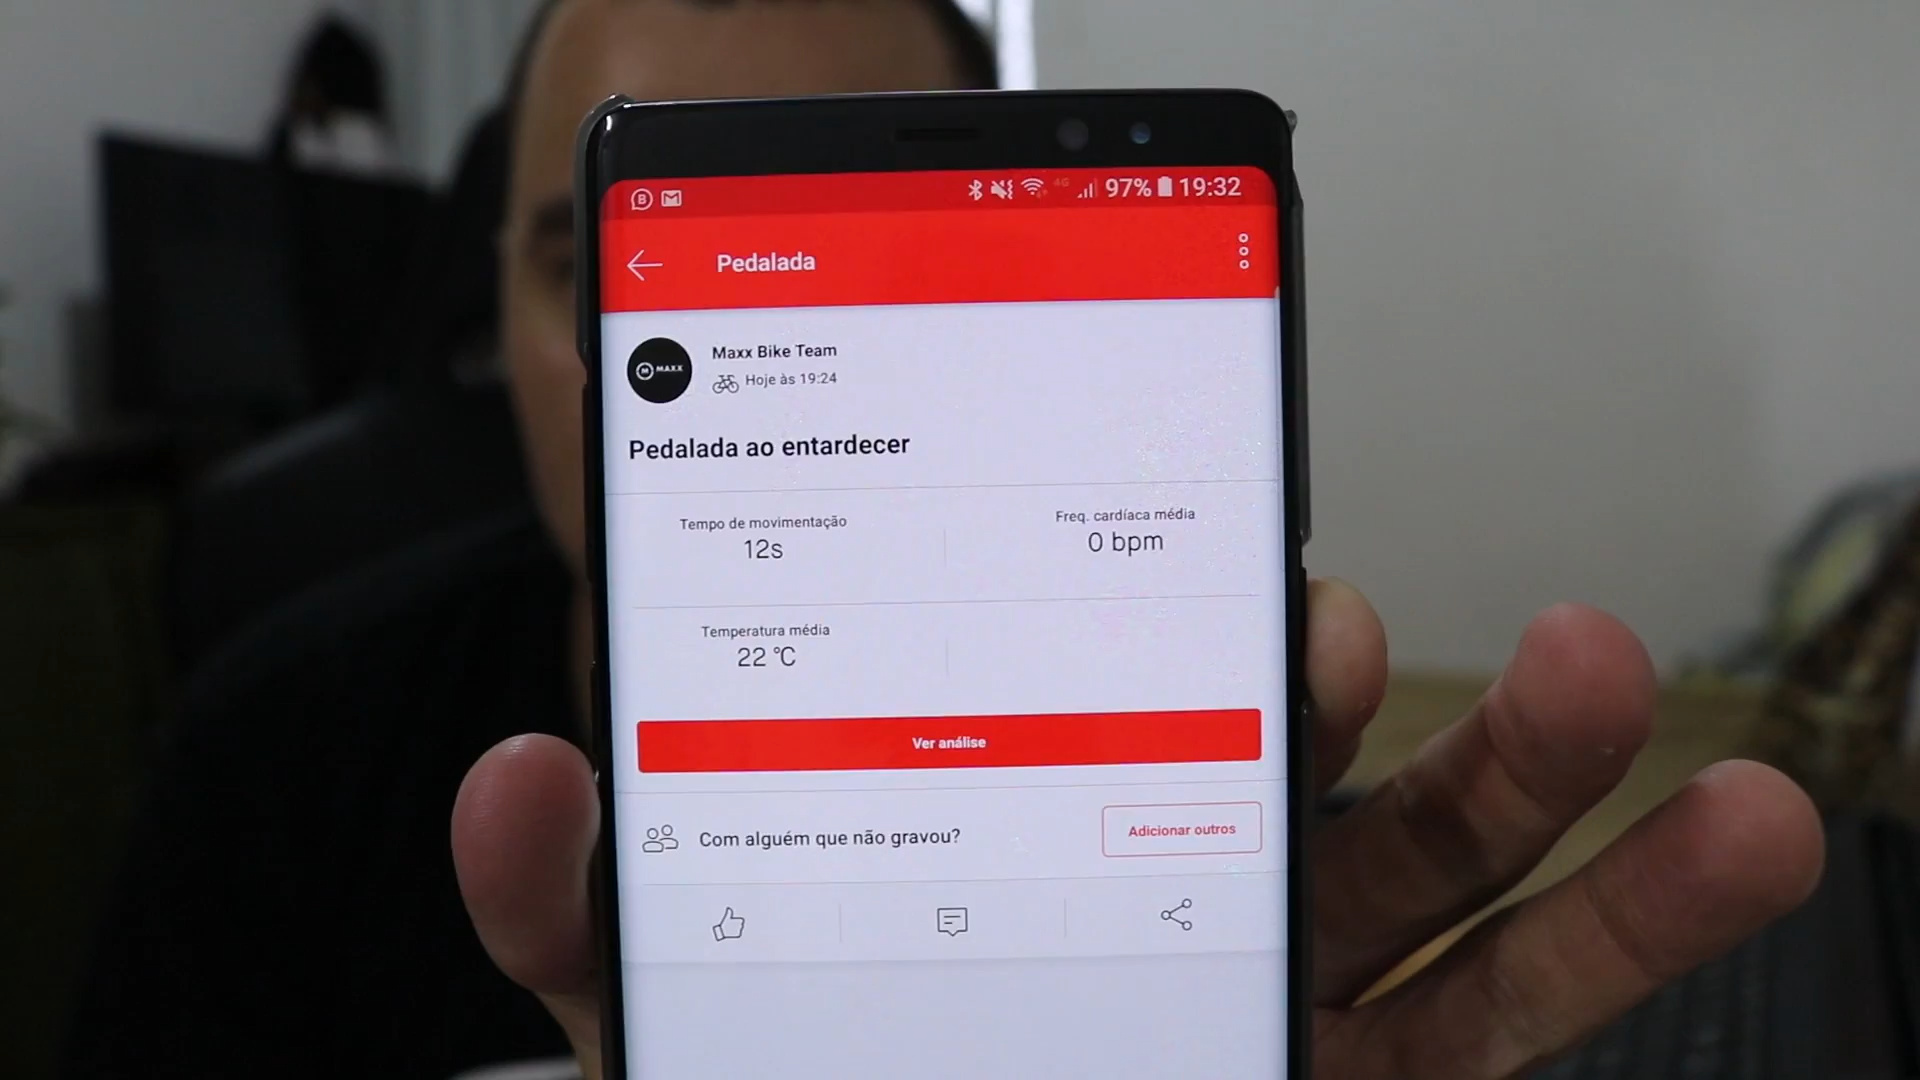 97% 19:32
Pedalada
MAXX
Maxx Bike Team
Hoje às 19:24
Pedalada ao entardecer
Tempo de movimentação
12s
Freq. cardíaca média
0 bpm
Temperatura média
22 °C
Ver análise
Com alguém que não gravou?
Adicionar outros